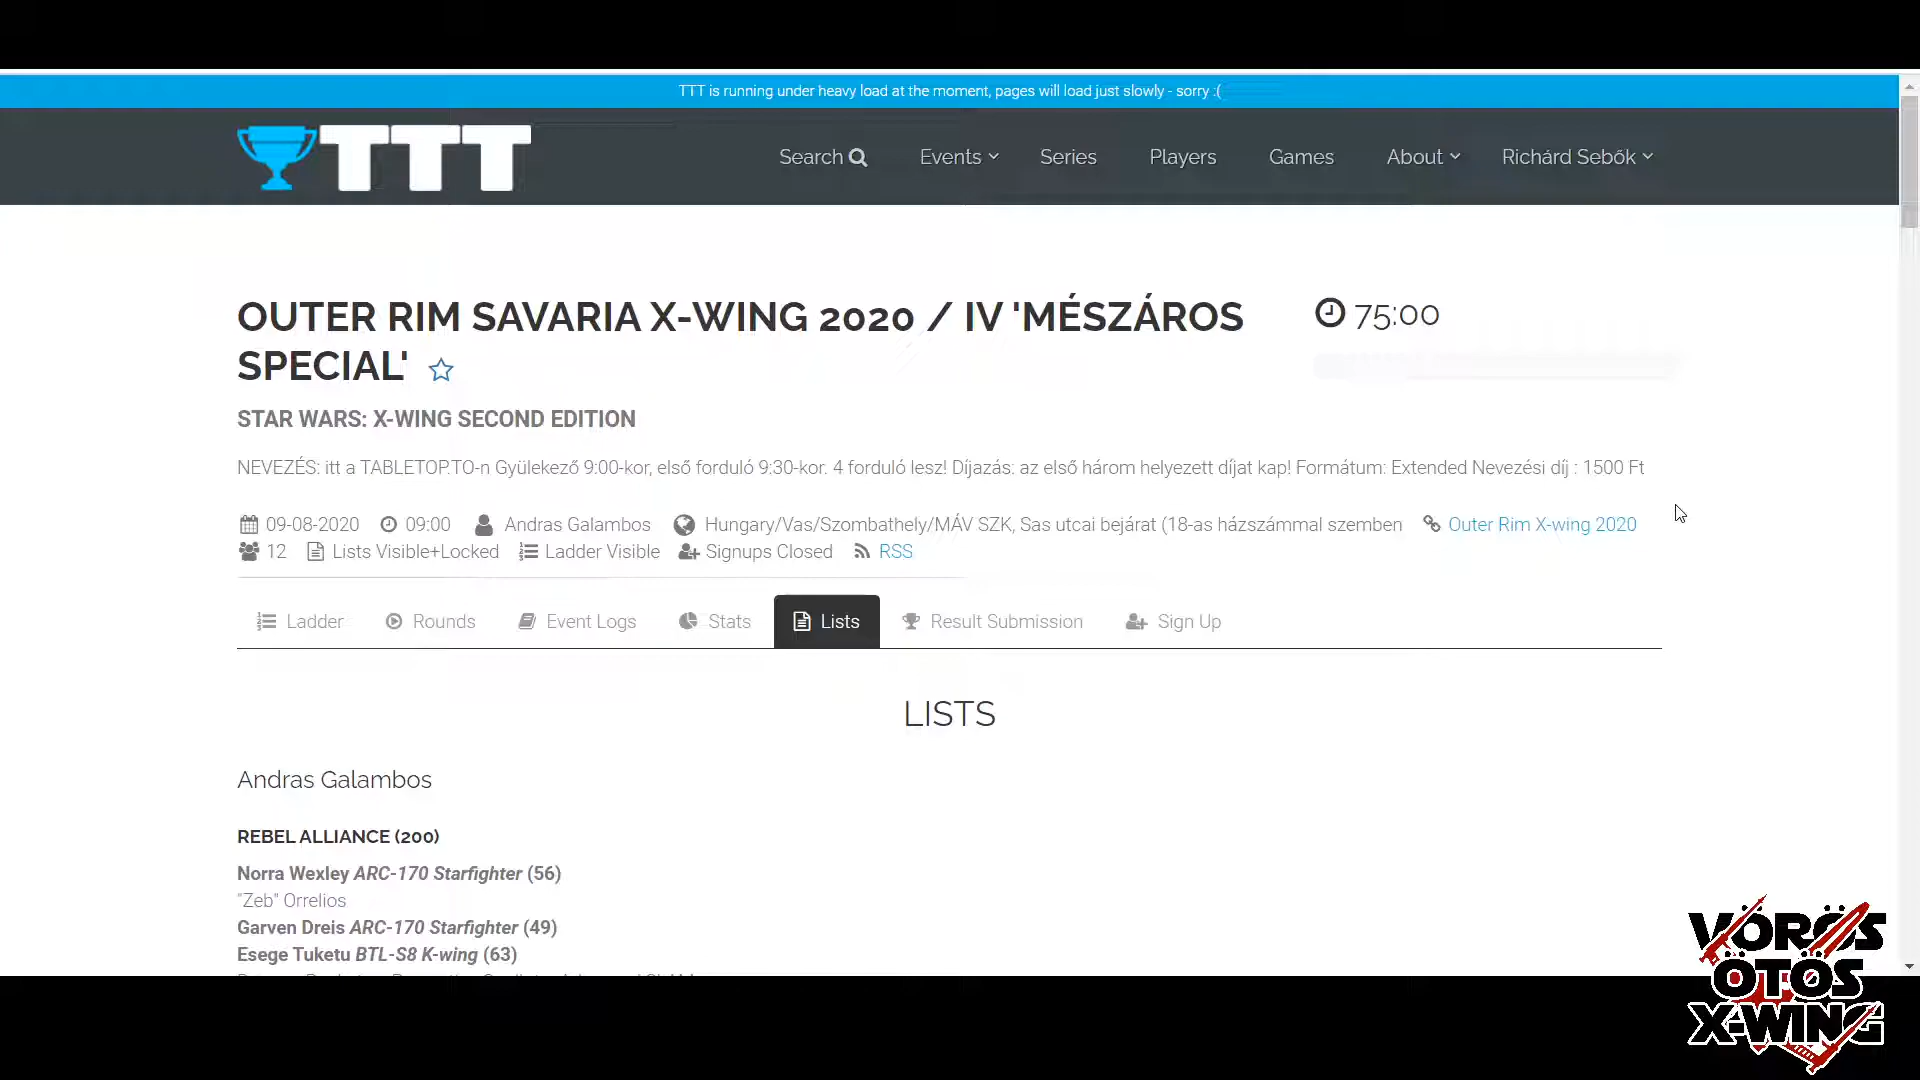 TTT is running under heavy load at the moment, pages will load just slowly - sorry :(
TTT
Search Events Series Players Games About Richárd Sebők
OUTER RIM SAVARIA X-WING 2020 / IV 'MÉSZÁROS
SPECIAL'
75:00
STAR WARS: X-WING SECOND EDITION
NEVEZÉS: itt a TABLETOP.TO-n Gyülekező 9:00-kor, első forduló 9:30-kor. 4 forduló lesz! Díjazás: az első három helyezett díjat kap! Formátum: Extended Nevezési díj : 1500 Ft
09-08-2020 09:00 Andras Galambos Hungary/Vas/Szombathely/MÁV SZK, Sas utcai bejárat (18-as házszámmal szemben Outer Rim X-wing 2020
12 Lists Visible+Locked Ladder Visible Signups Closed RSS
Ladder Rounds Event Logs Stats Lists Result Submission Sign Up
LISTS
Andras Galambos
REBEL ALLIANCE (200)
Norra Wexley ARC-170 Starfighter (56)
"Zeb" Orrelios
Garven Dreis ARC-170 Starfighter (49)
Esege Tuketu BTL-S8 K-wing (63)
VÖRÖS
ÖTÖS
X-WING